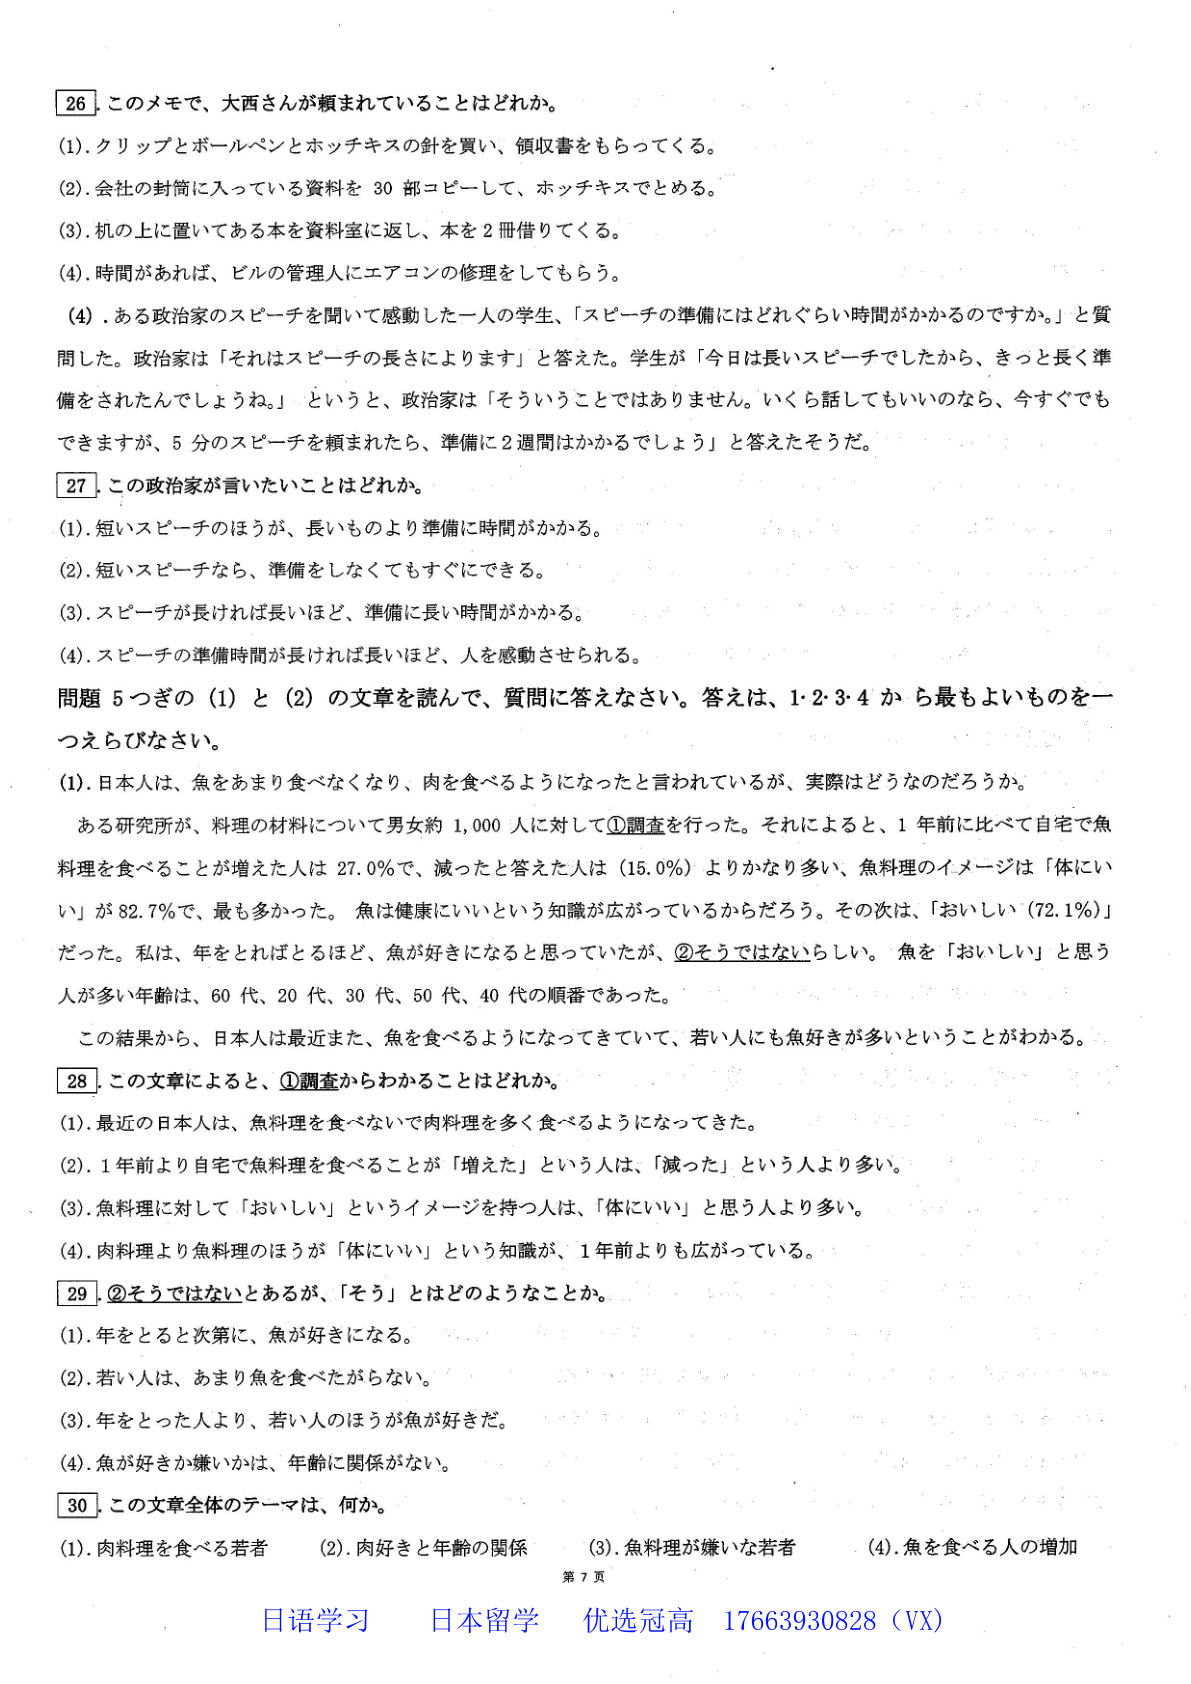 26.このメモで、大西さんが頼まれていることはどれか。
(1).クリップとボールペンとホッチキスの針を買い、領収書をもらってくる。
(2).会社の封筒に入っている資料を 30 部コピーして、ホッチキスでとめる。
(3).机の上に置いてある本を資料室に返し、本を2冊借りてくる。
(4).時間があれば、ビルの管理人にエアコンの修理をしてもらう。
(4).ある政治家のスピーチを聞いて感動した一人の学生、「スピーチの準備にはどれぐらい時間がかかるのですか。」と質
問した。政治家は「それはスピーチの長さによります」と答えた。学生が「今日は長いスピーチでしたから、きっと長く準
備をされたんでしょうね。」 というと、政治家は「そういうことではありません。いくら話してもいいのなら、今すぐでも
できますが、5 分のスピーチを頼まれたら、準備に2週間はかかるでしょう」と答えたそうだ。
27.この政治家が言いたいことはどれか。
(1).短いスピーチのほうが、長いものより準備に時間がかかる。
(2).短いスピーチなら、準備をしなくてもすぐにできる。
(3).スピーチが長ければ長いほど、準備に長い時間がかかる。
(4).スピーチの準備時間が長ければ長いほど、人を感動させられる。
問題 5つぎの（1）と（2）の文章を読んで、質問に答えなさい。答えは、1·2·3·4 か ら最もよいものを一
つえらびなさい。
(1).日本人は、魚をあまり食べなくなり、肉を食べるようになったと言われているが、実際はどうなのだろうか。
ある研究所が、料理の材料について男女約 1,000 人に対して①調査を行った。それによると、1 年前に比べて自宅で魚
料理を食べることが増えた人は 27.0%で、減ったと答えた人は（15.0%）よりかなり多い、魚料理のイメージは「体にい
い」が82.7%で、最も多かった。 魚は健康にいいという知識が広がっているからだろう。その次は、「おいしい（72.1%）」
だった。私は、年をとればとるほど、魚が好きになると思っていたが、②そうではないらしい。 魚を「おいしい」と思う
人が多い年齢は、60 代、20 代、30 代、50 代、40 代の順番であった。
この結果から、日本人は最近また、魚を食べるようになってきていて、若い人にも魚好きが多いということがわかる。
28.この文章によると、①調査からわかることはどれか。
(1).最近の日本人は、魚料理を食べないで肉料理を多く食べるようになってきた。
(2).1年前より自宅で魚料理を食べることが「増えた」という人は、「減った」という人より多い。
(3).魚料理に対して「おいしい」というイメージを持つ人は、「体にいい」と思う人より多い。
(4).肉料理より魚料理のほうが「体にいい」という知識が、1年前よりも広がっている。
29.②そうではないとあるが、「そう」とはどのようなことか。
(1).年をとると次第に、魚が好きになる。
(2).若い人は、あまり魚を食べたがらない。
(3).年をとった人より、若い人のほうが魚が好きだ。
(4).魚が好きか嫌いかは、年齢に関係がない。
30.この文章全体のテーマは、何か。
(1).肉料理を食べる若者 (2).肉好きと年齢の関係 (3).魚料理が嫌いな若者 (4).魚を食べる人の増加
第 7 页
日语学习 日本留学 优选冠高 17663930828（VX）